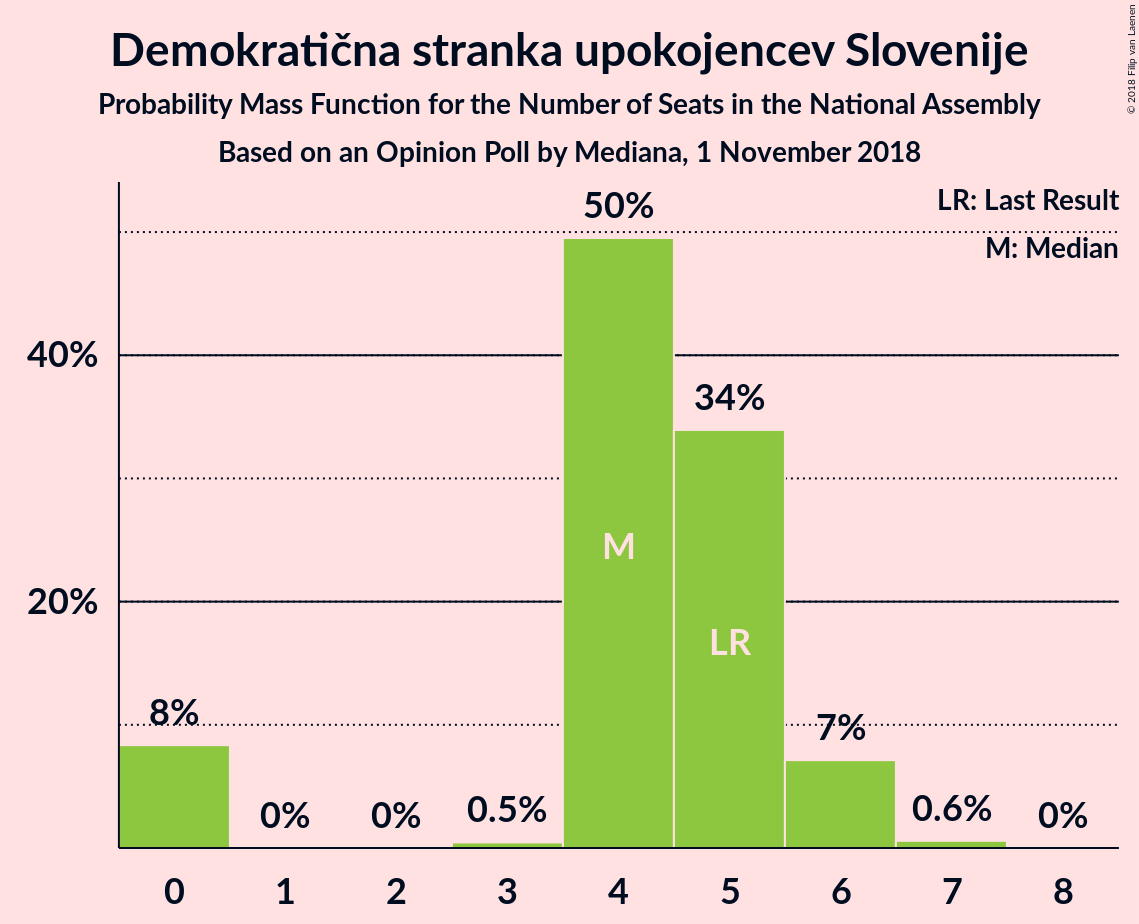 Demokratična stranka upokojencev Slovenije
Probability Mass Function for the Number of Seats in the National Assembly
Based on an Opinion Poll by Mediana, 1 November 2018
© 2018 Filip van Laenen
LR: Last Result
M: Median
50%
40%
34%
M
20%
LR
8%
7%
0%
0%
0.5%
0.6%
0%
0 1 2 3 4 5 6 7 8